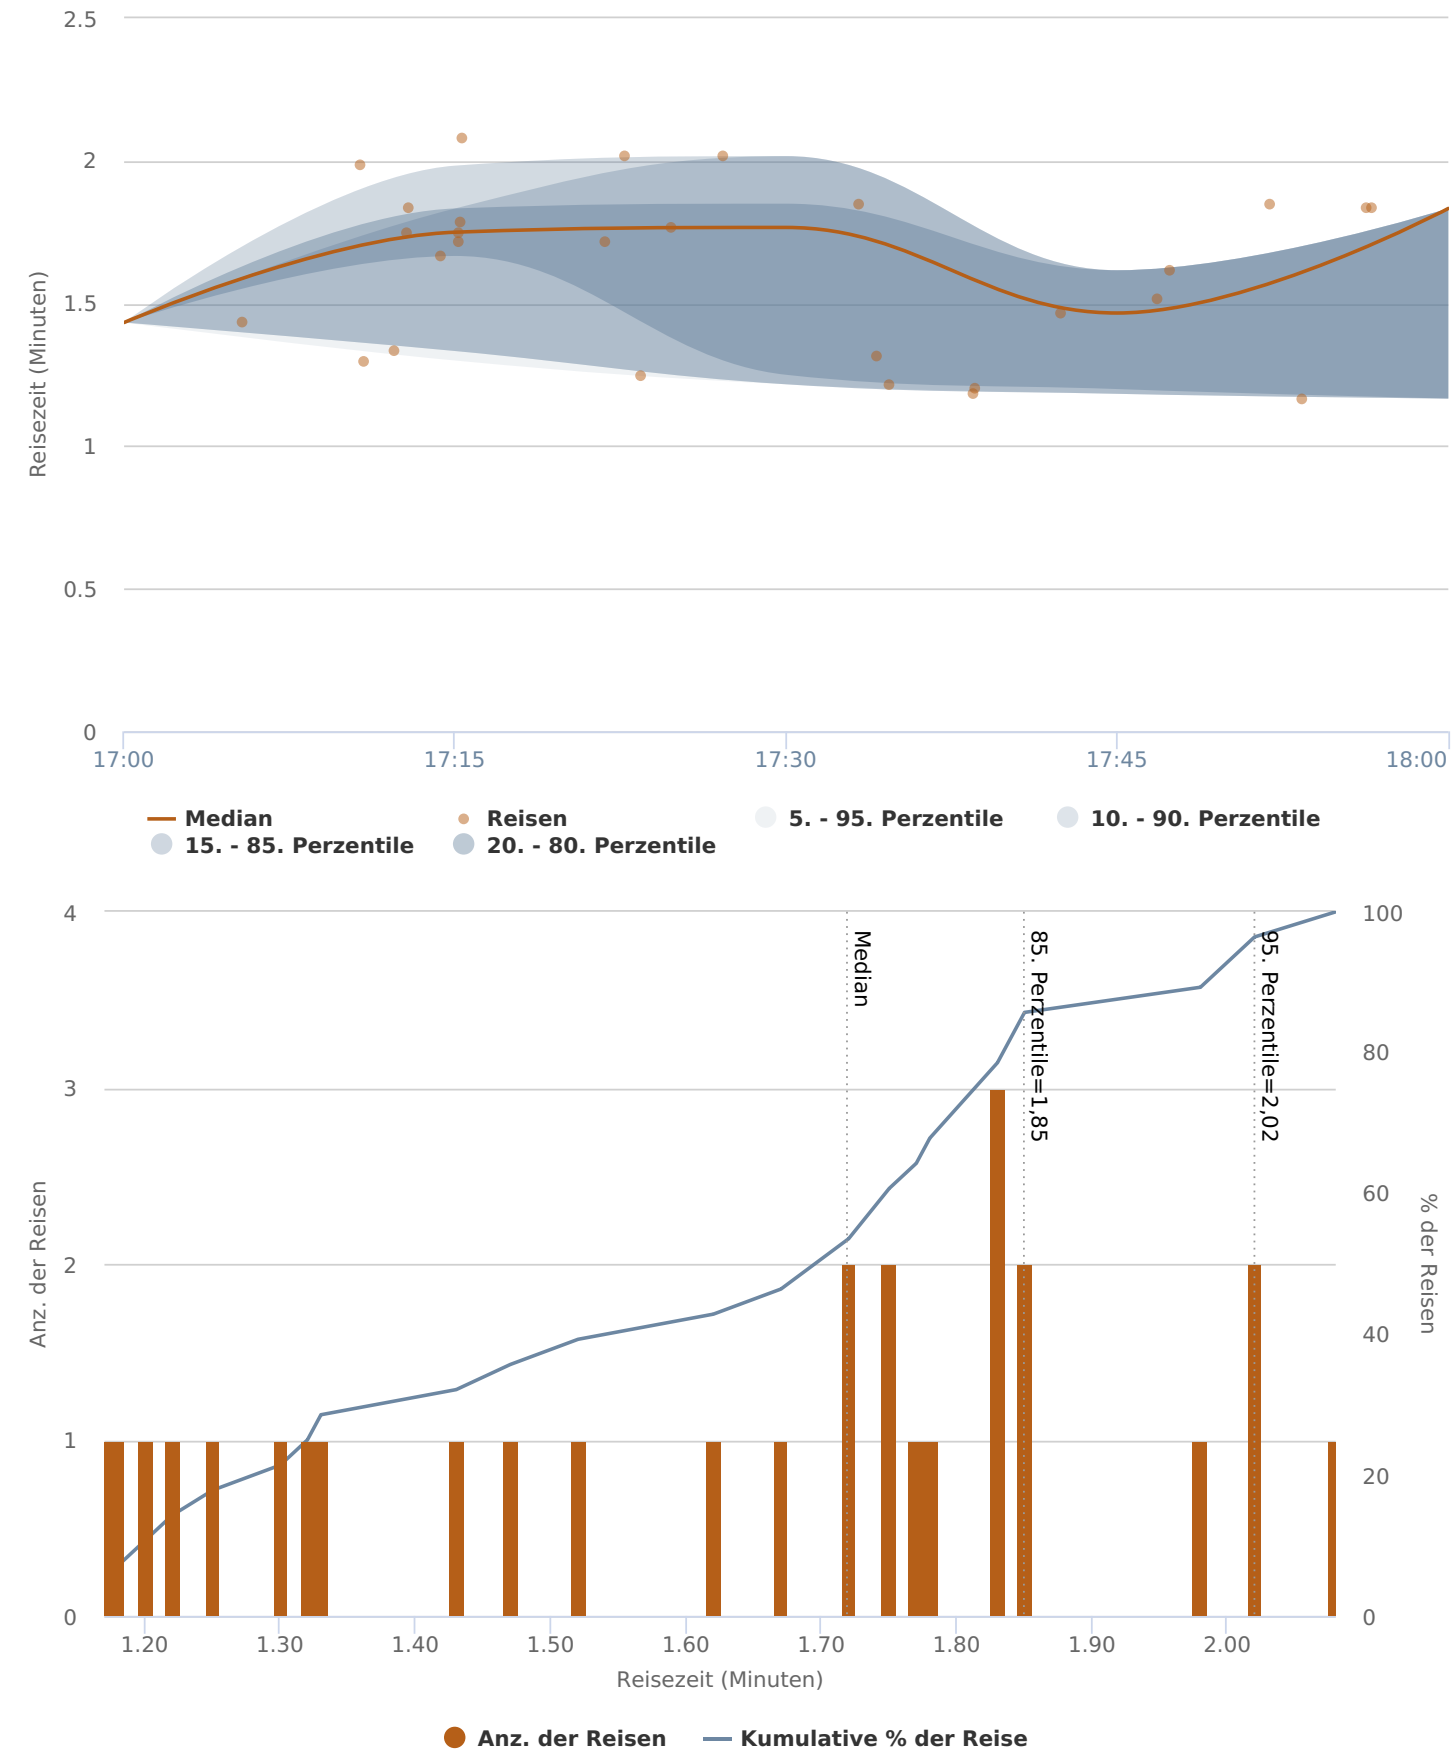 2.5
2
1.5
1
0.5
0
Reisezeit (Minuten)
17:00 17:15 17:30 17:45 18:00
Median Reisen 5. - 95. Perzentile 10. - 90. Perzentile
15. - 85. Perzentile 20. - 80. Perzentile
4 100
3 80
2 60
1 40
0 20
0
Anz. der Reisen
% der Reisen
Median
85. Perzentile=1,85
95. Perzentile=2,02
1.20 1.30 1.40 1.50 1.60 1.70 1.80 1.90 2.00
Reisezeit (Minuten)
Anz. der Reisen Kumulative % der Reise